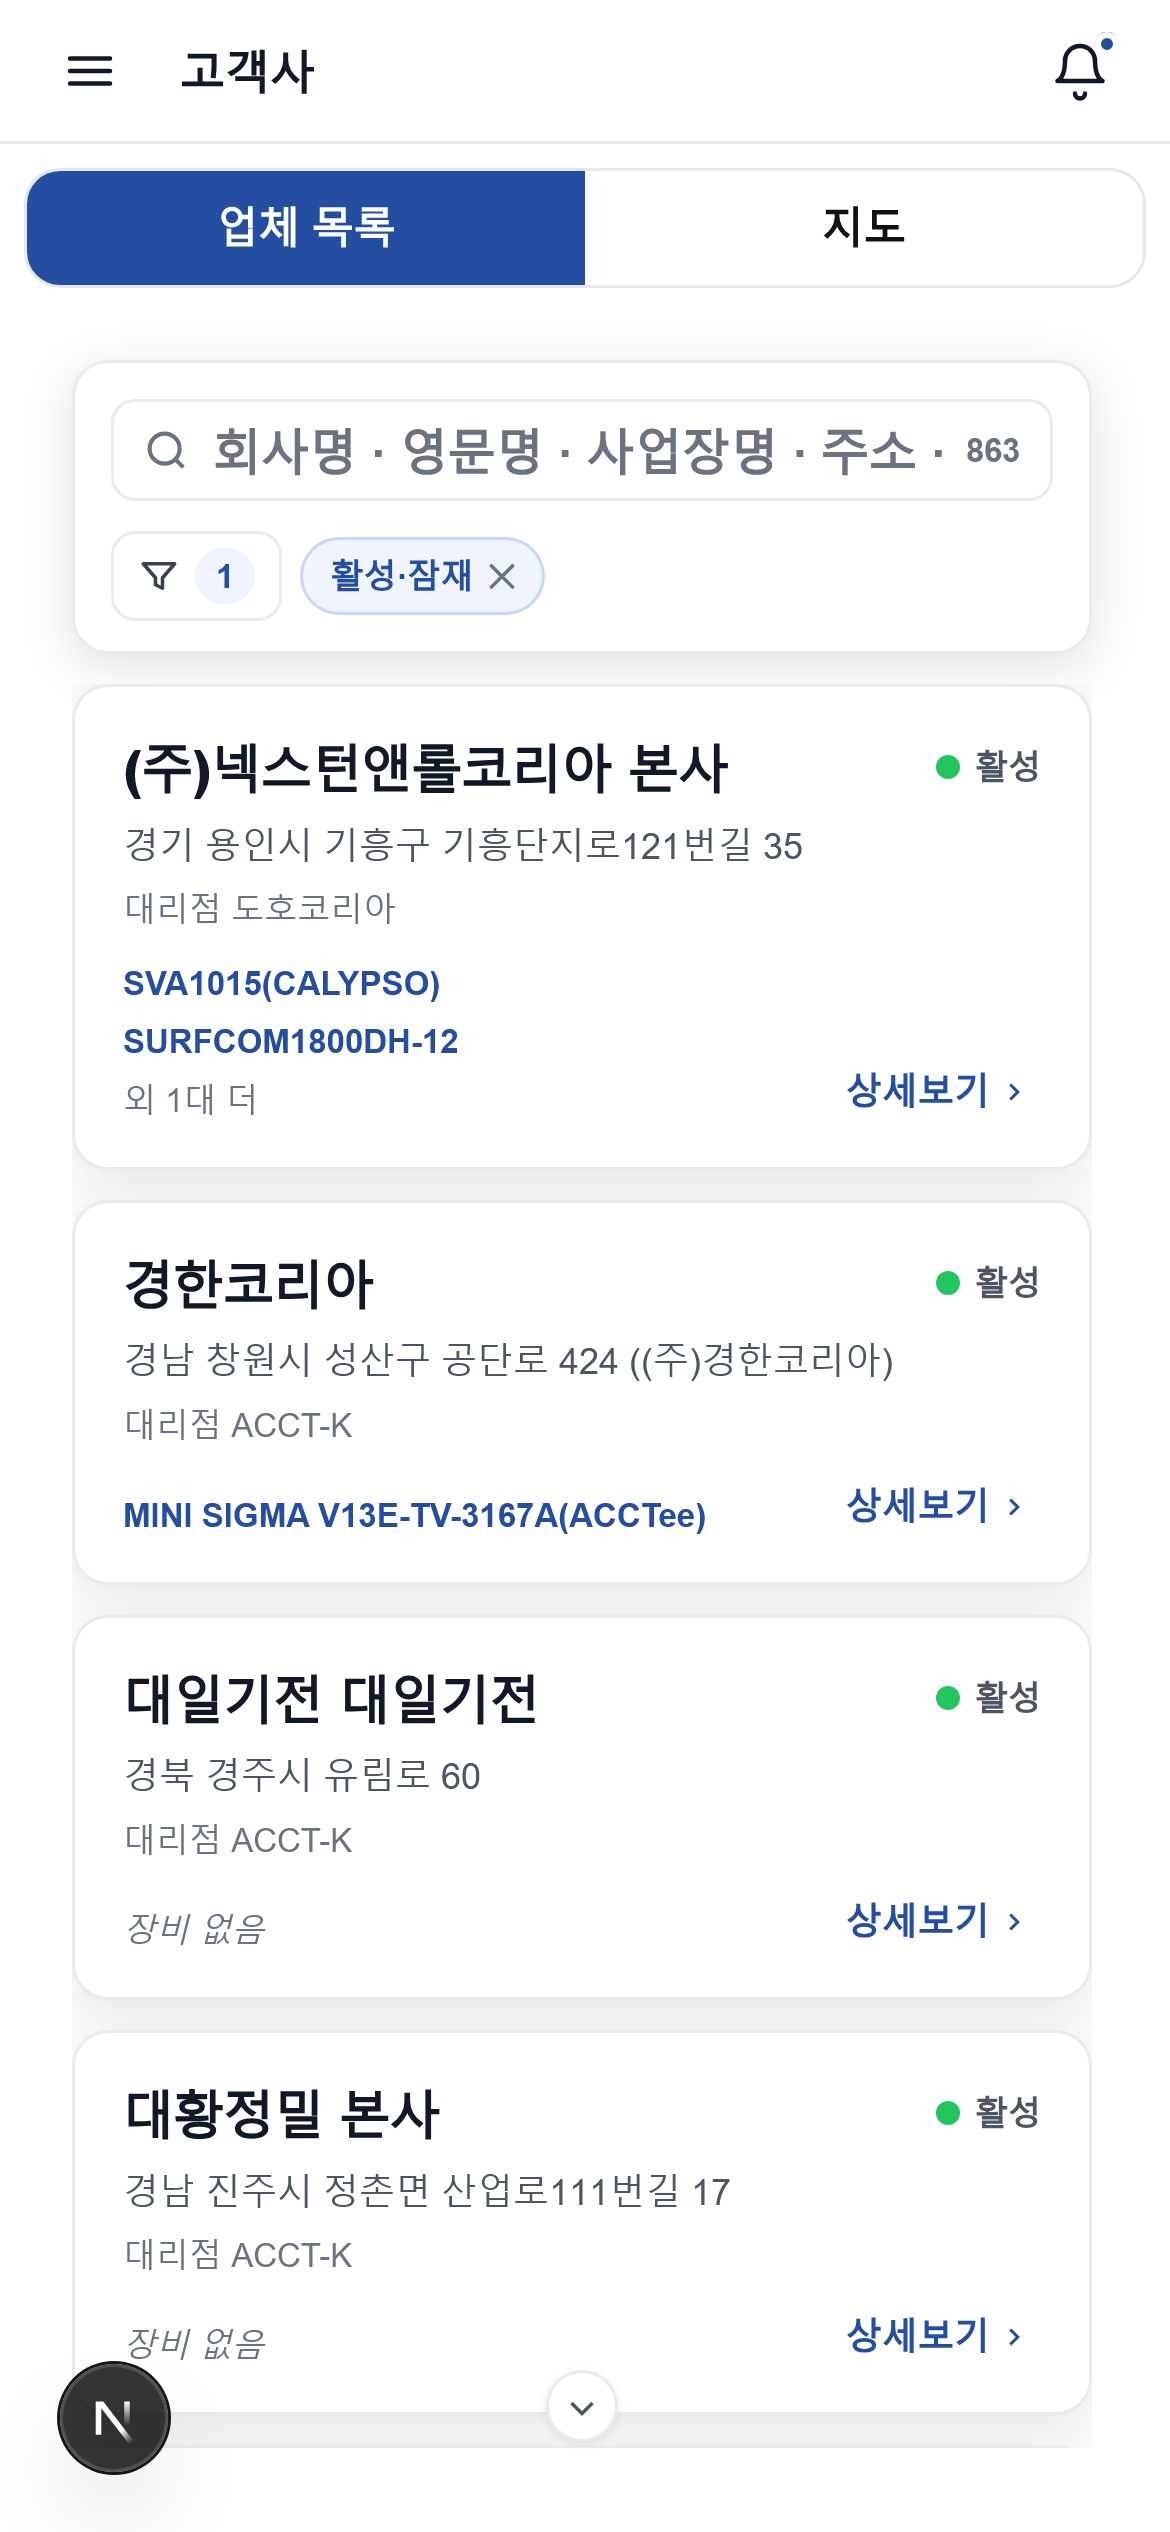 고객사
업체 목록
지도
회사명 · 영문명 · 사업장명 · 주소 · 863
1 활성·잠재
(주)넥스턴앤롤코리아 본사 활성
경기 용인시 기흥구 기흥단지로121번길 35
대리점 도호코리아
SVA1015(CALYPSO)
SURFCOM1800DH-12
외 1대 더
상세보기
경한코리아 활성
경남 창원시 성산구 공단로 424 ((주)경한코리아)
대리점 ACCT-K
MINI SIGMA V13E-TV-3167A(ACCTee)
상세보기
대일기전 대일기전 활성
경북 경주시 유림로 60
대리점 ACCT-K
장비 없음
상세보기
대황정밀 본사 활성
경남 진주시 정촌면 산업로111번길 17
대리점 ACCT-K
장비 없음
상세보기
N